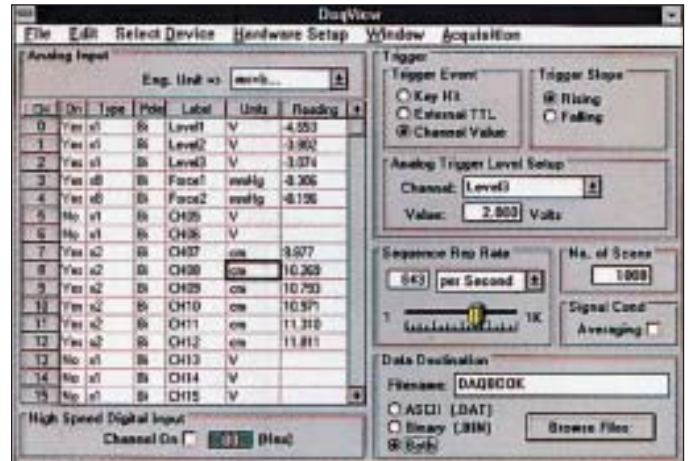 DaqView
File Edit Select Device Hardware Setup Window Acquisition
Analog Input
Eng. Unit =>
CH On Type Polar Label Units Reading
0 Yes x1 Bi Level1 V -4.553
1 Yes x1 Bi Level2 V -3.902
2 Yes x1 Bi Level3 V -3.074
3 Yes x8 Bi Force1 mmHg -8.306
4 Yes x8 Bi Force2 mmHg -8.196
5 No x1 Bi CH05 V
6 No x1 Bi CH06 V
7 Yes x2 Bi CH07 cm 9.977
8 Yes x2 Bi CH08 cm 10.369
9 Yes x2 Bi CH09 cm 10.793
10 Yes x2 Bi CH10 cm 10.971
11 Yes x2 Bi CH11 cm 11.310
12 Yes x2 Bi CH12 cm 11.811
13 No x1 Bi CH13 V
14 No x1 Bi CH14 V
15 No x1 Bi CH15 V
High Speed Digital Input
Channel On (Hex)
Trigger
Trigger Event
Key Hit
External TTL
Channel Value
Trigger Slope
Rising
Falling
Analog Trigger Level Setup
Channel: Level3
Value: 2.003 Volts
Sequence Rep Rate
843 per Second
1 1K
No. of Scans
1000
Signal Cond
Averaging
Data Destination
Filename: DAQBOOK
ASCII (.DAT)
Binary (.BIN)
Both
Browse Files